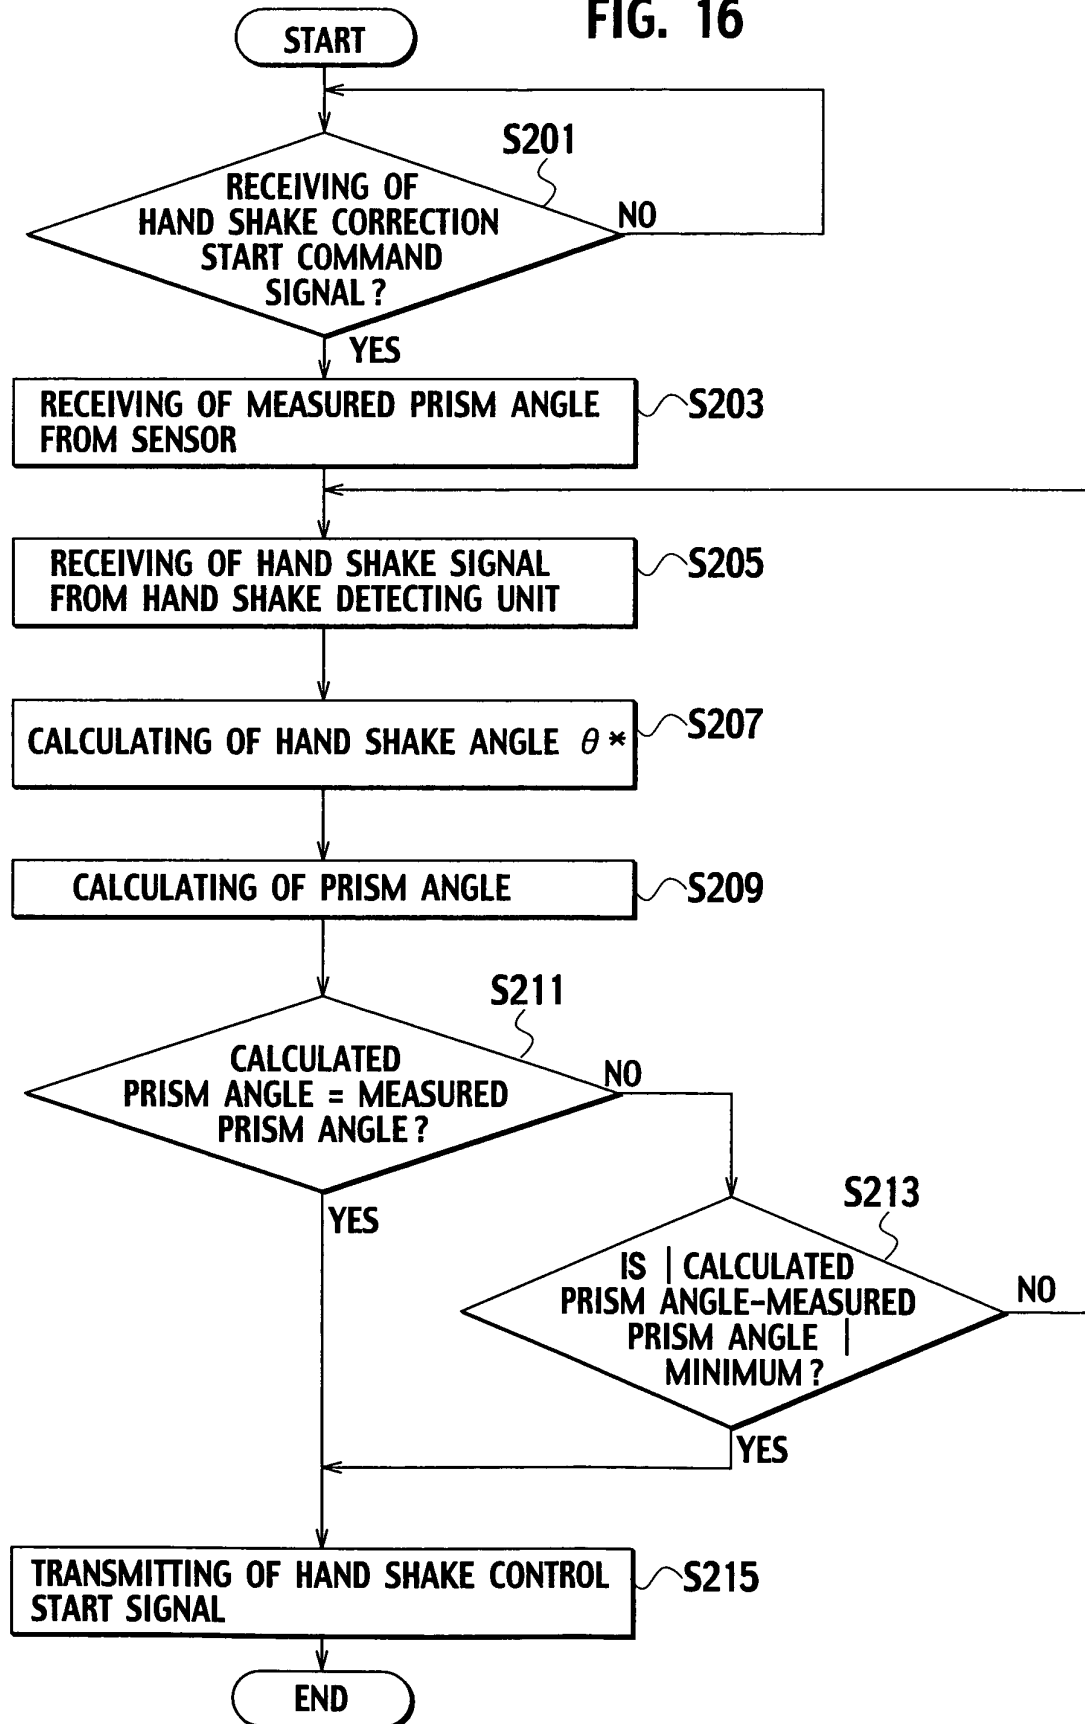 FIG. 16
START
S201
RECEIVING OF
HAND SHAKE CORRECTION
START COMMAND
SIGNAL?
NO
YES
RECEIVING OF MEASURED PRISM ANGLE
FROM SENSOR
S203
RECEIVING OF HAND SHAKE SIGNAL
FROM HAND SHAKE DETECTING UNIT
S205
CALCULATING OF HAND SHAKE ANGLE θ*
S207
CALCULATING OF PRISM ANGLE
S209
S211
CALCULATED
PRISM ANGLE = MEASURED
PRISM ANGLE?
NO
YES
S213
IS | CALCULATED
PRISM ANGLE-MEASURED
PRISM ANGLE |
MINIMUM?
NO
YES
TRANSMITTING OF HAND SHAKE CONTROL
START SIGNAL
S215
END